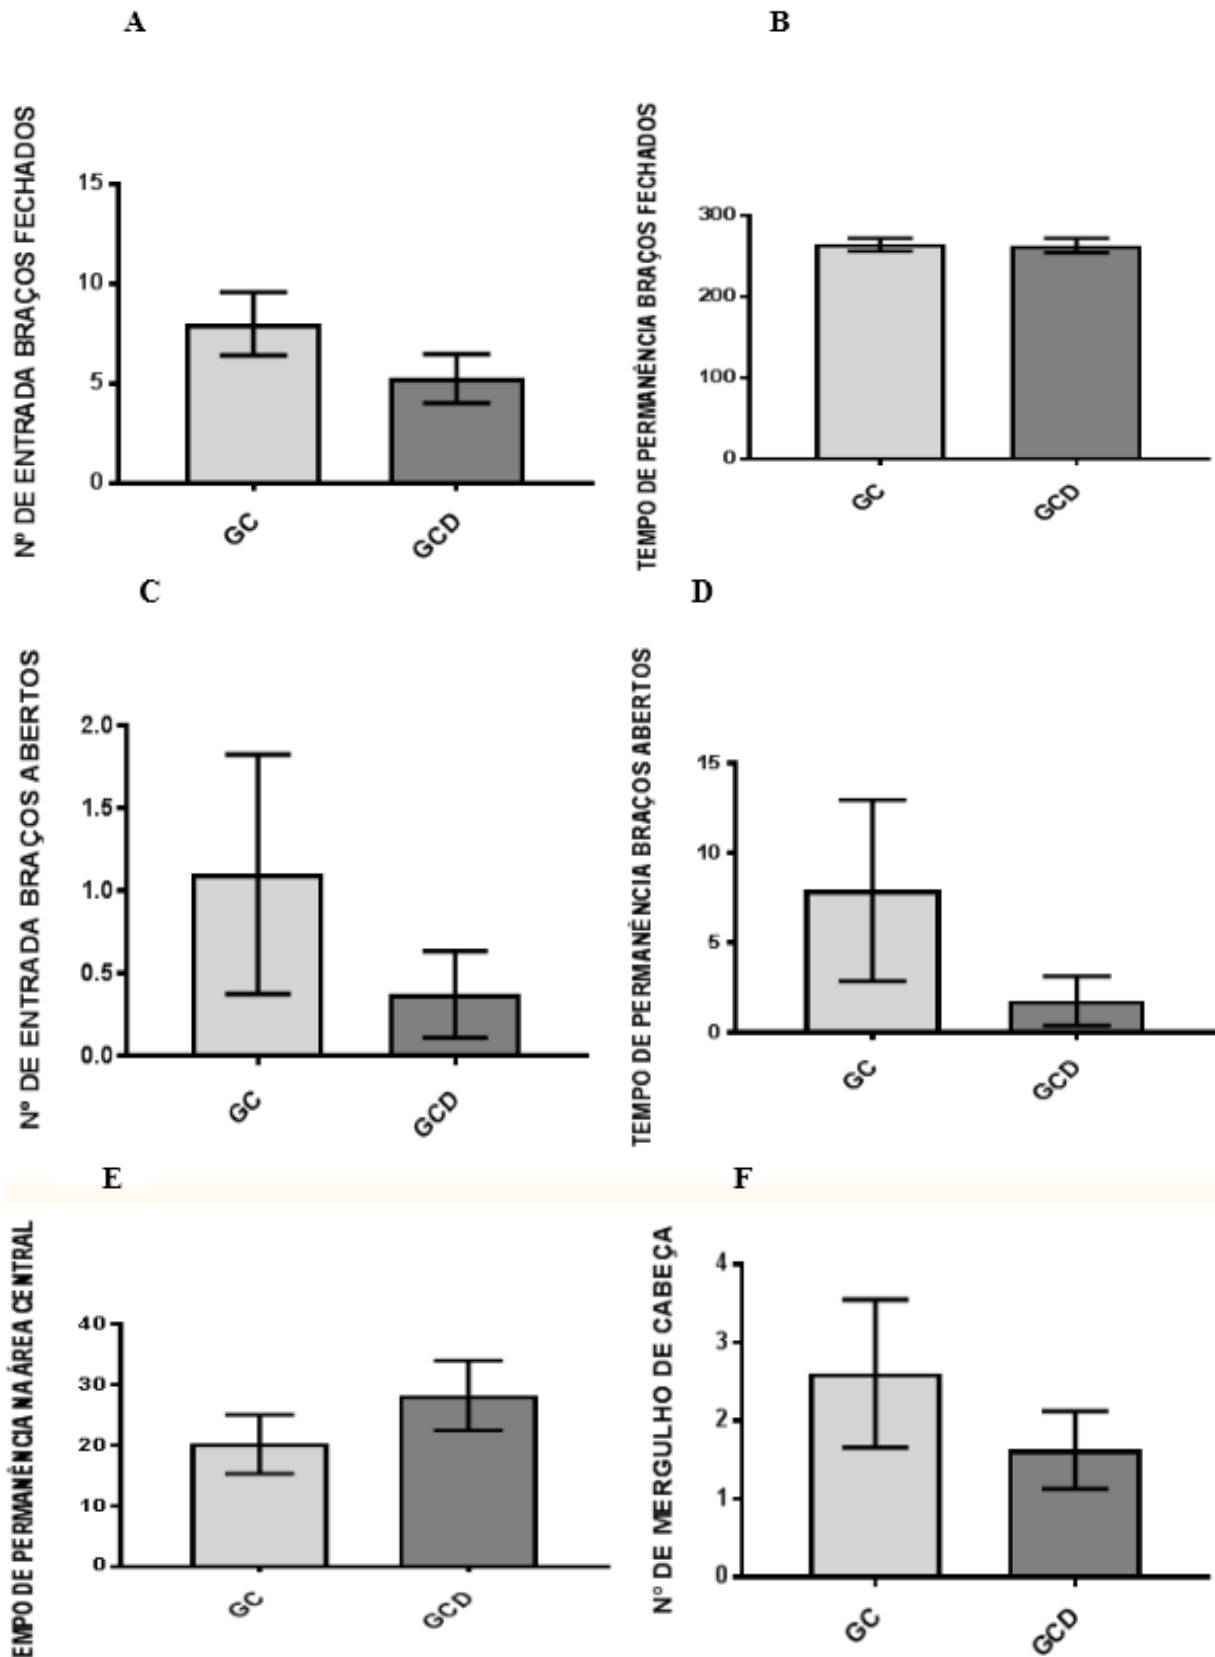 A
Nº DE ENTRADA BRAÇOS FECHADOS
15
10
5
0
GC
GCD
B
TEMPO DE PERMANÊNCIA BRAÇOS FECHADOS
300
200
100
0
GC
GCD
C
Nº DE ENTRADA BRAÇOS ABERTOS
2.0
1.5
1.0
0.5
0.0
GC
GCD
D
TEMPO DE PERMANÊNCIA BRAÇOS ABERTOS
15
10
5
0
GC
GCD
E
EMPO DE PERMANÊNCIA NA ÁREA CENTRAL
40
30
20
10
0
GC
GCD
F
N° DE MERGULHO DE CABEÇA
4
3
2
1
0
GC
GCD